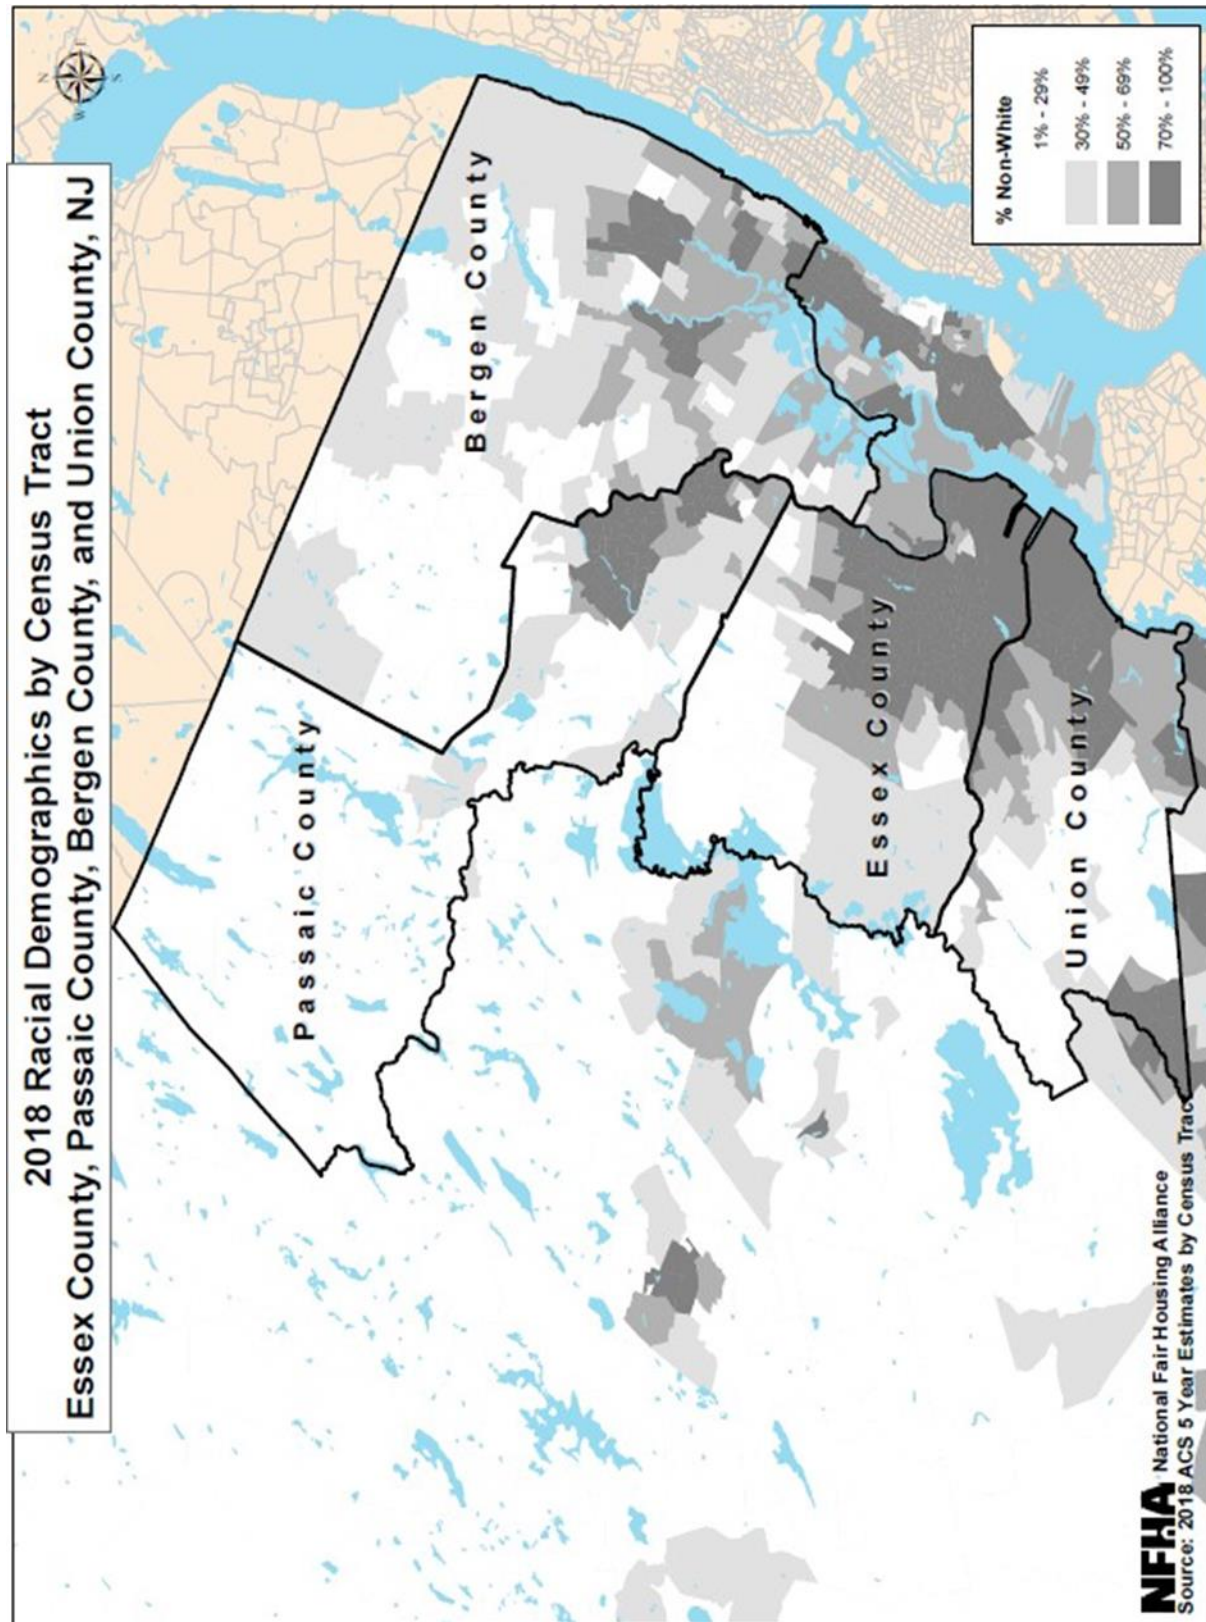 2018 Racial Demographics by Census Tract
Essex County, Passaic County, Bergen County, and Union County, NJ
N
W
S
Passaic County
Bergen County
Essex County
Union County
% Non-White
1% - 29%
30% - 49%
50% - 69%
70% - 100%
NFHA National Fair Housing Alliance
Source: 2018 ACS 5 Year Estimates by Census Trac